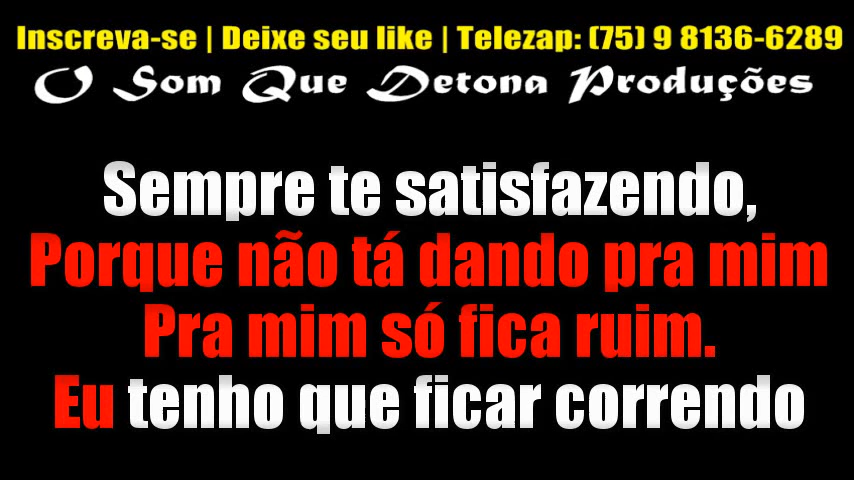 Inscreva-se | Deixe seu like | Telezap: (75) 9 8136-6289
O Som Que Detona Produções
Sempre te satisfazendo,
Porque não tá dando pra mim
Pra mim só fica ruim.
Eu tenho que ficar correndo